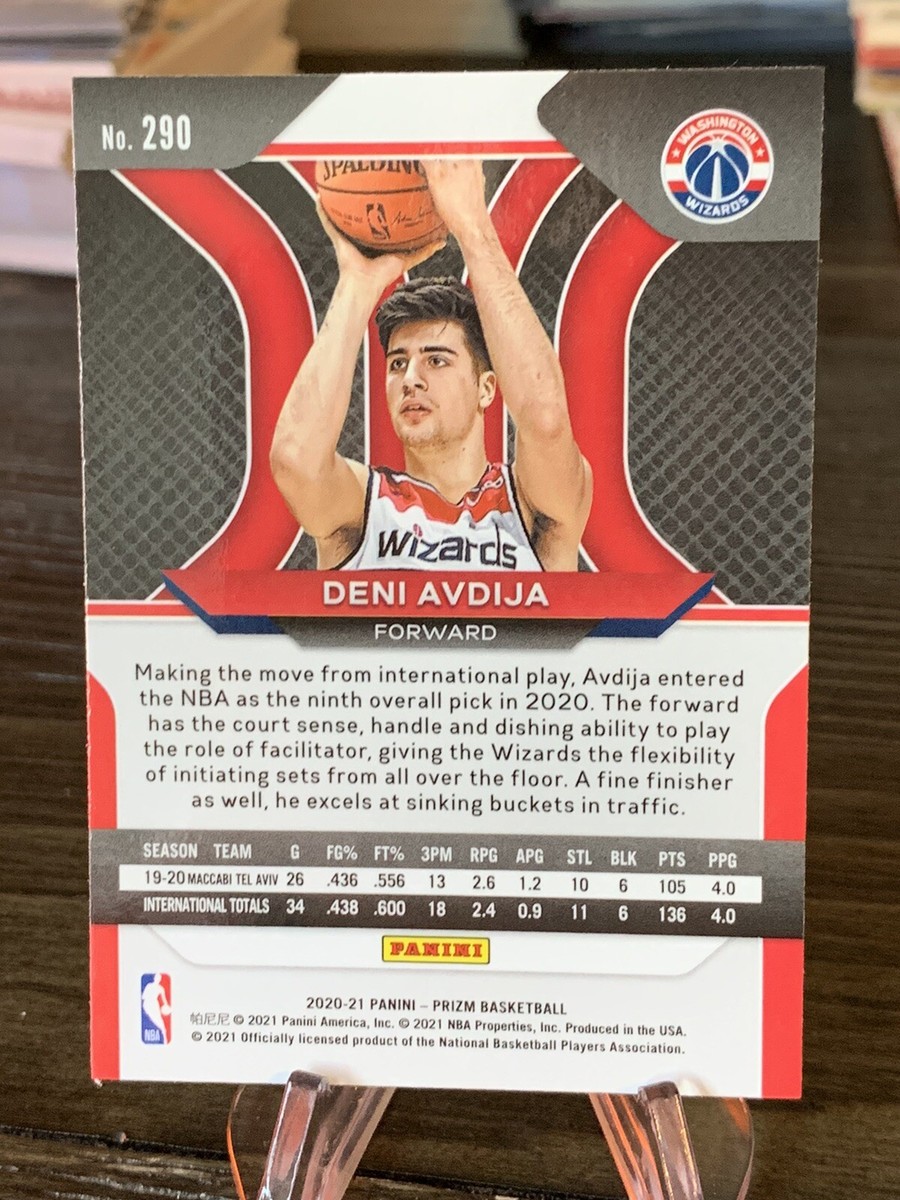 No. 290
WASHINGTON
WIZARDS
SPALDING
Wizards
DENI AVDIJA
FORWARD
Making the move from international play, Avdija entered
the NBA as the ninth overall pick in 2020. The forward
has the court sense, handle and dishing ability to play
the role of facilitator, giving the Wizards the flexibility
of initiating sets from all over the floor. A fine finisher
as well, he excels at sinking buckets in traffic.
SEASON TEAM G FG% FT% 3PM RPG APG STL BLK PTS PPG
19-20 MACCABI TEL AVIV 26 .436 .556 13 2.6 1.2 10 6 105 4.0
INTERNATIONAL TOTALS 34 .438 .600 18 2.4 0.9 11 6 136 4.0
PANINI
NBA
2020-21 PANINI – PRIZM BASKETBALL
帕尼尼 © 2021 Panini America, Inc. © 2021 NBA Properties, Inc. Produced in the USA.
© 2021 Officially licensed product of the National Basketball Players Association.